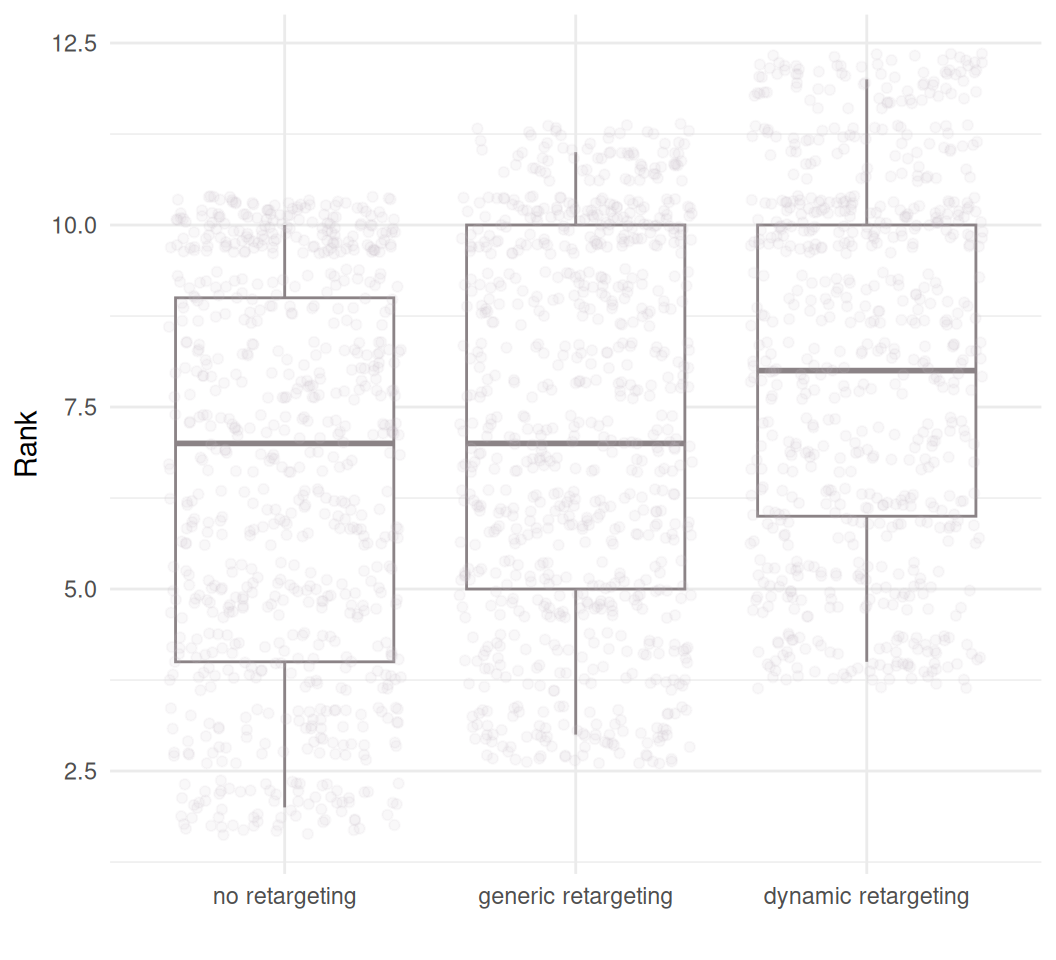 12.5
10.0
7.5
5.0
2.5
Rank
no retargeting
generic retargeting
dynamic retargeting